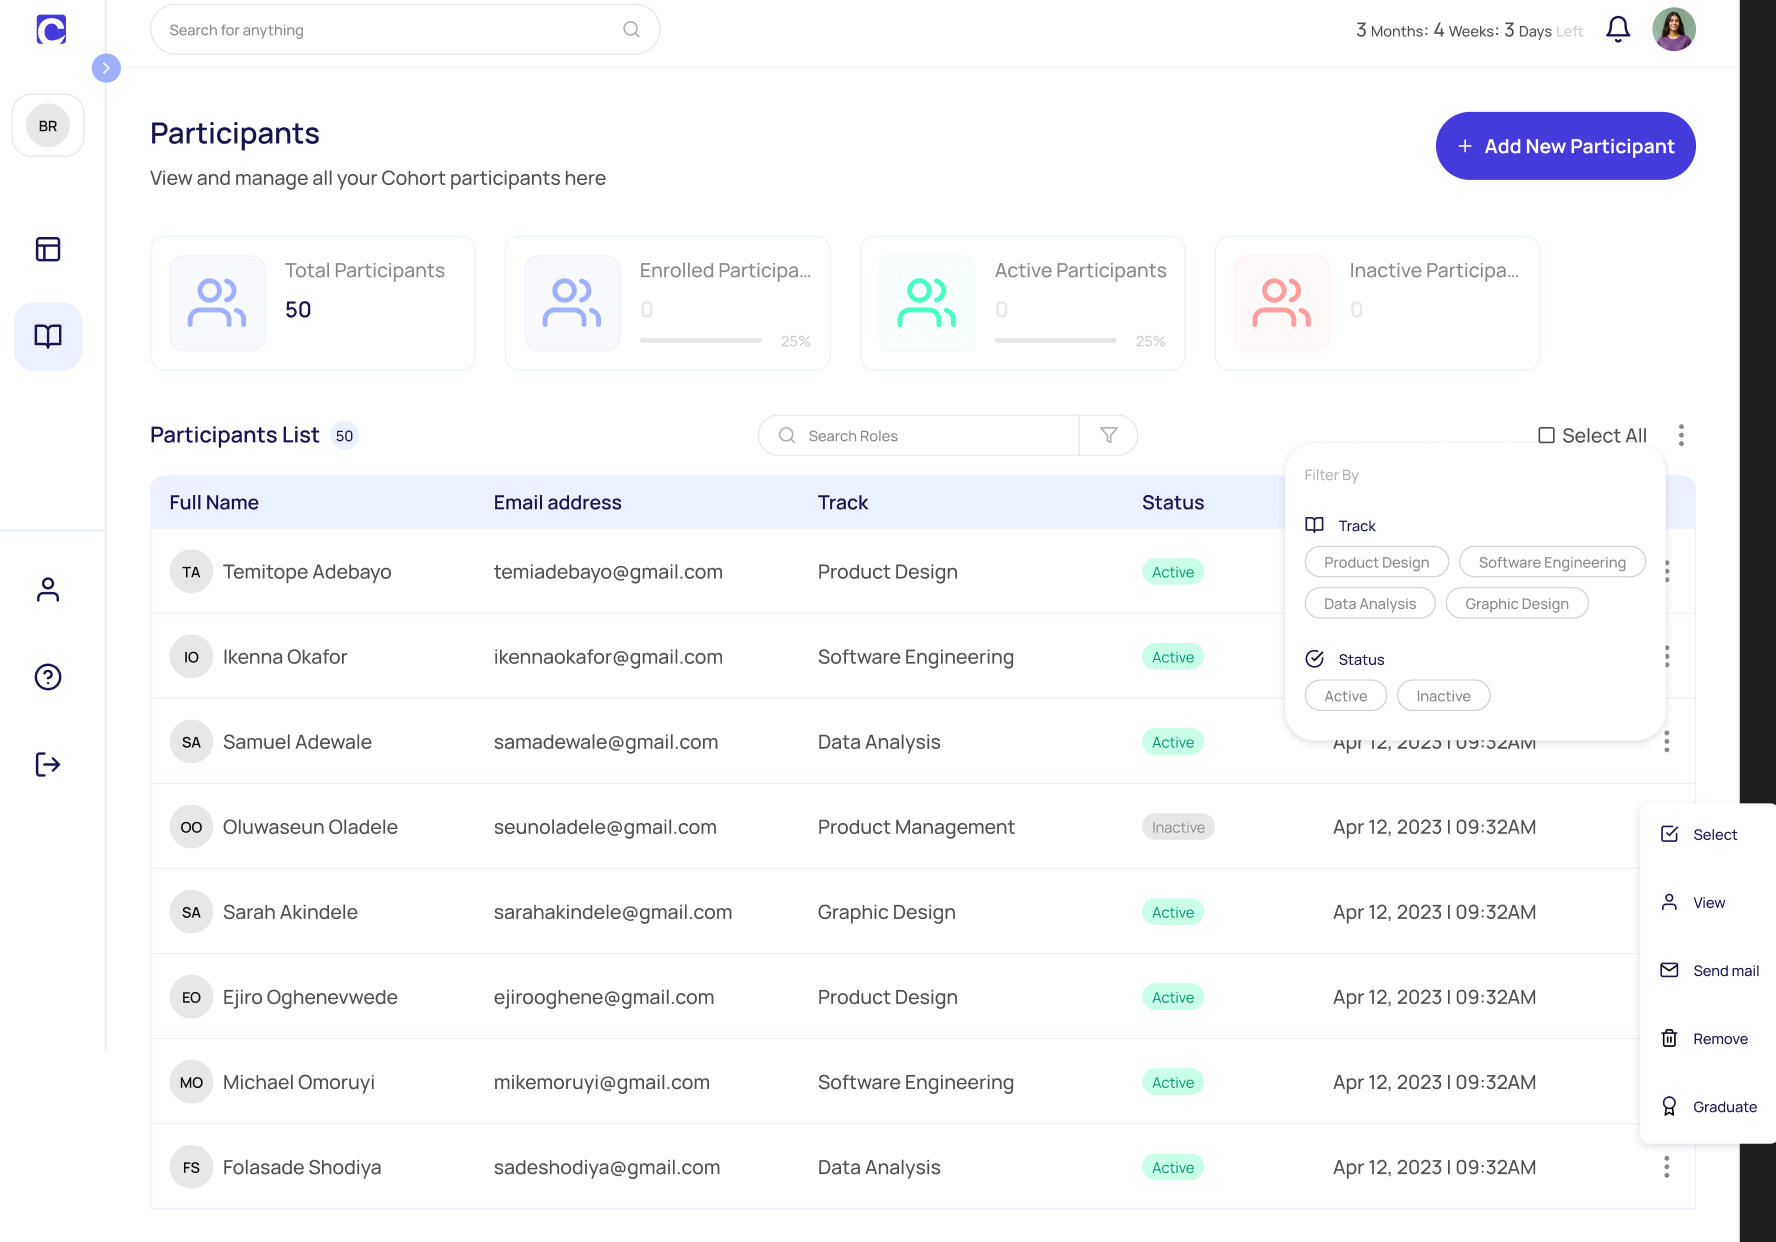 Search for anything
3 Months: 4 Weeks: 3 Days Left
BR
Participants
View and manage all your Cohort participants here
+ Add New Participant
Total Participants
50
Enrolled Participa...
0
25%
Active Participants
0
25%
Inactive Participa...
0
Participants List 50
Search Roles
Select All
Filter By
Track
Product Design
Software Engineering
Data Analysis
Graphic Design
Status
Active
Inactive
Full Name Email address Track Status
TA Temitope Adebayo temiadebayo@gmail.com Product Design Active
IO Ikenna Okafor ikennaokafor@gmail.com Software Engineering Active
SA Samuel Adewale samadewale@gmail.com Data Analysis Active Apr 12, 2023 | 09:32AM
OO Oluwaseun Oladele seunoladele@gmail.com Product Management Inactive Apr 12, 2023 | 09:32AM
SA Sarah Akindele sarahakindele@gmail.com Graphic Design Active Apr 12, 2023 | 09:32AM
EO Ejiro Oghenevwede ejirooghene@gmail.com Product Design Active Apr 12, 2023 | 09:32AM
MO Michael Omoruyi mikemoruyi@gmail.com Software Engineering Active Apr 12, 2023 | 09:32AM
FS Folasade Shodiya sadeshodiya@gmail.com Data Analysis Active Apr 12, 2023 | 09:32AM
Select
View
Send mail
Remove
Graduate